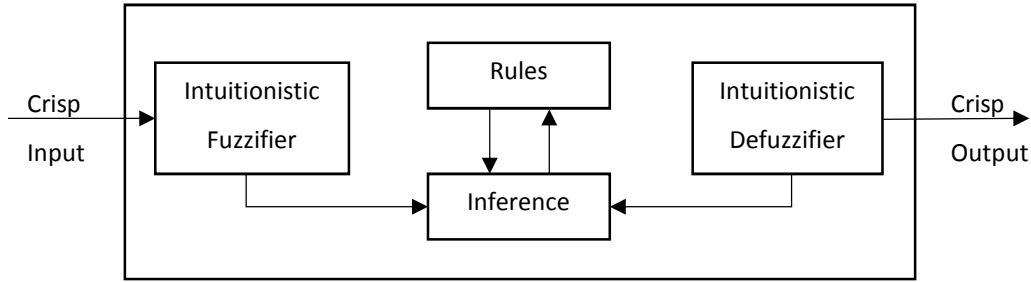 Crisp
Input
Intuitionistic
Fuzzifier
Rules
Inference
Intuitionistic
Defuzzifier
Crisp
Output